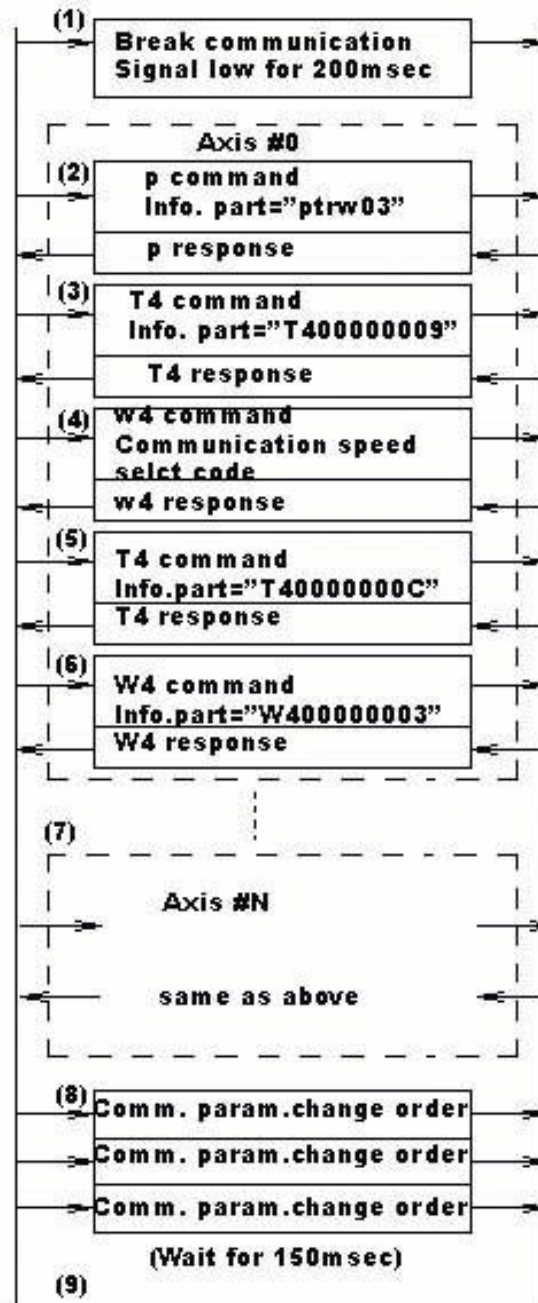 (1)
Break communication
Signal low for 200msec
Axis #0
(2)
p command
Info. part=”ptrw03”
p response
(3)
T4 command
Info. part=”T400000009”
T4 response
(4)
w4 command
Communication speed
selct code
w4 response
(5)
T4 command
Info.part=”T40000000C”
T4 response
(6)
W4 command
Info.part=”W400000003”
W4 response
(7)
Axis #N
same as above
(8)
Comm. param.change order
Comm. param.change order
Comm. param.change order
(Wait for 150msec)
(9)